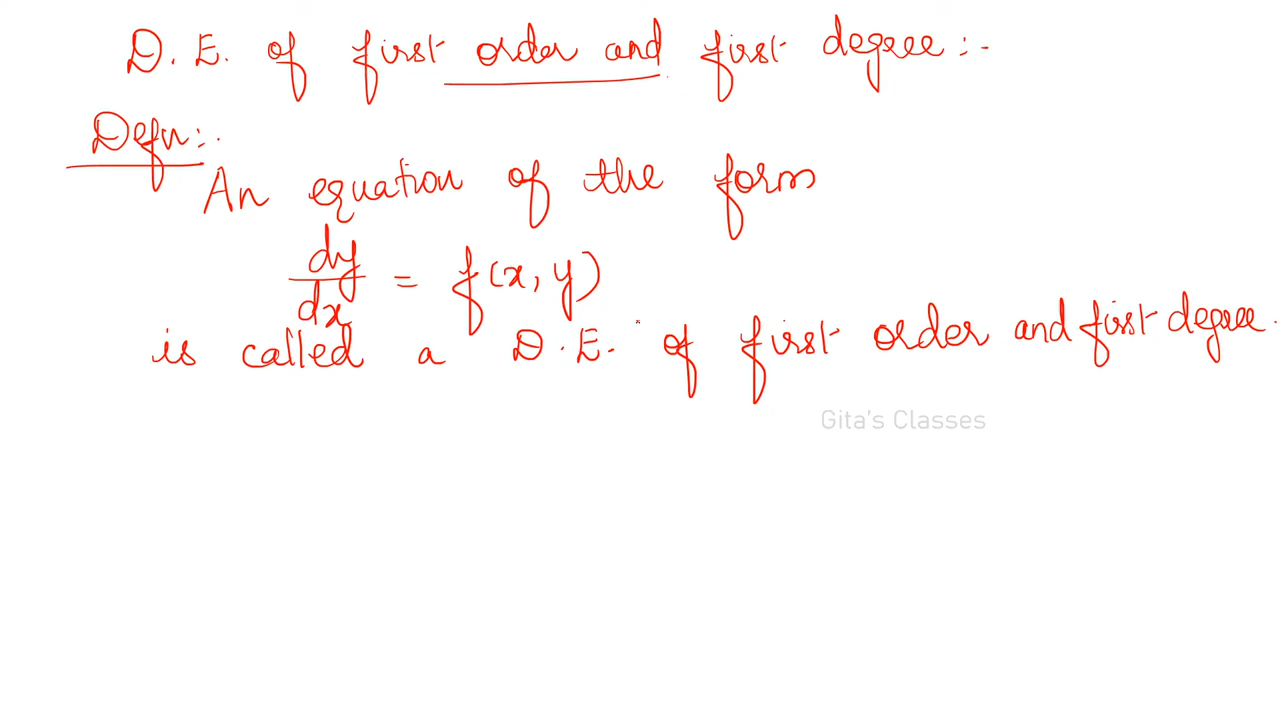 D. E. of first order and first degree :-
Defn :-
An equation of the form
dy/dx = f(x, y)
is called a D.E. of first order and first degree.
Gita's Classes